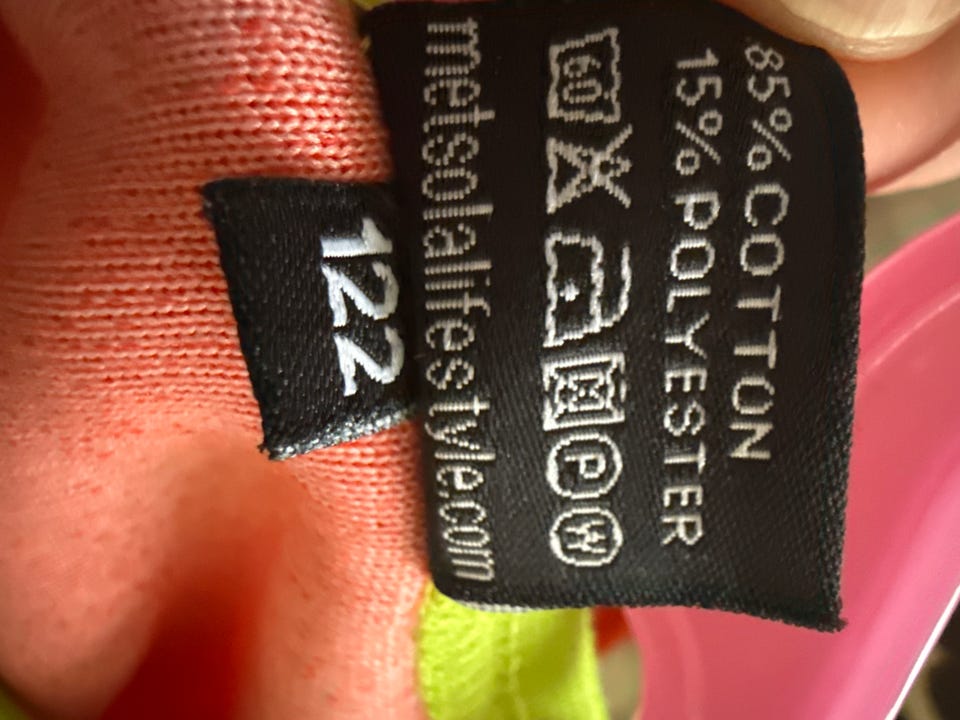 85% COTTON
15% POLYESTER
60 P W
metsolalifestyle.com
122